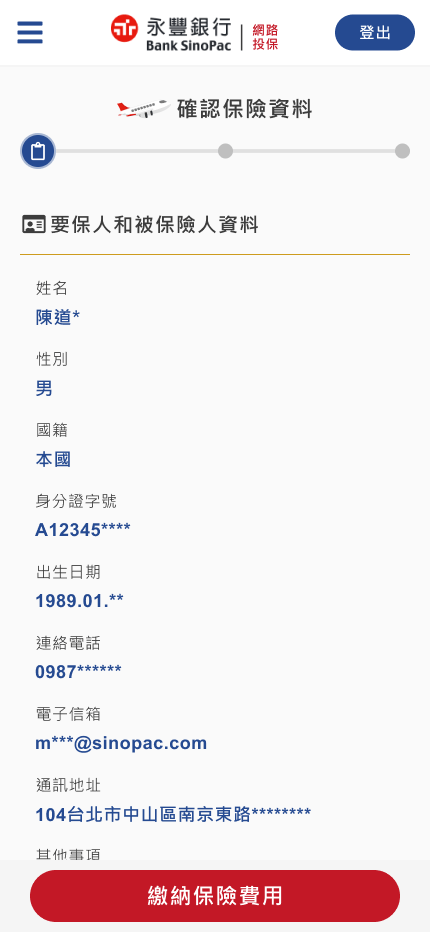 永豐銀行
Bank SinoPac
網路
投保
登出
確認保險資料
要保人和被保險人資料
姓名
陳道*
性別
男
國籍
本國
身分證字號
A12345****
出生日期
1989.01.**
連絡電話
0987******
電子信箱
m***@sinopac.com
通訊地址
104台北市中山區南京東路********
其他事項
繳納保險費用